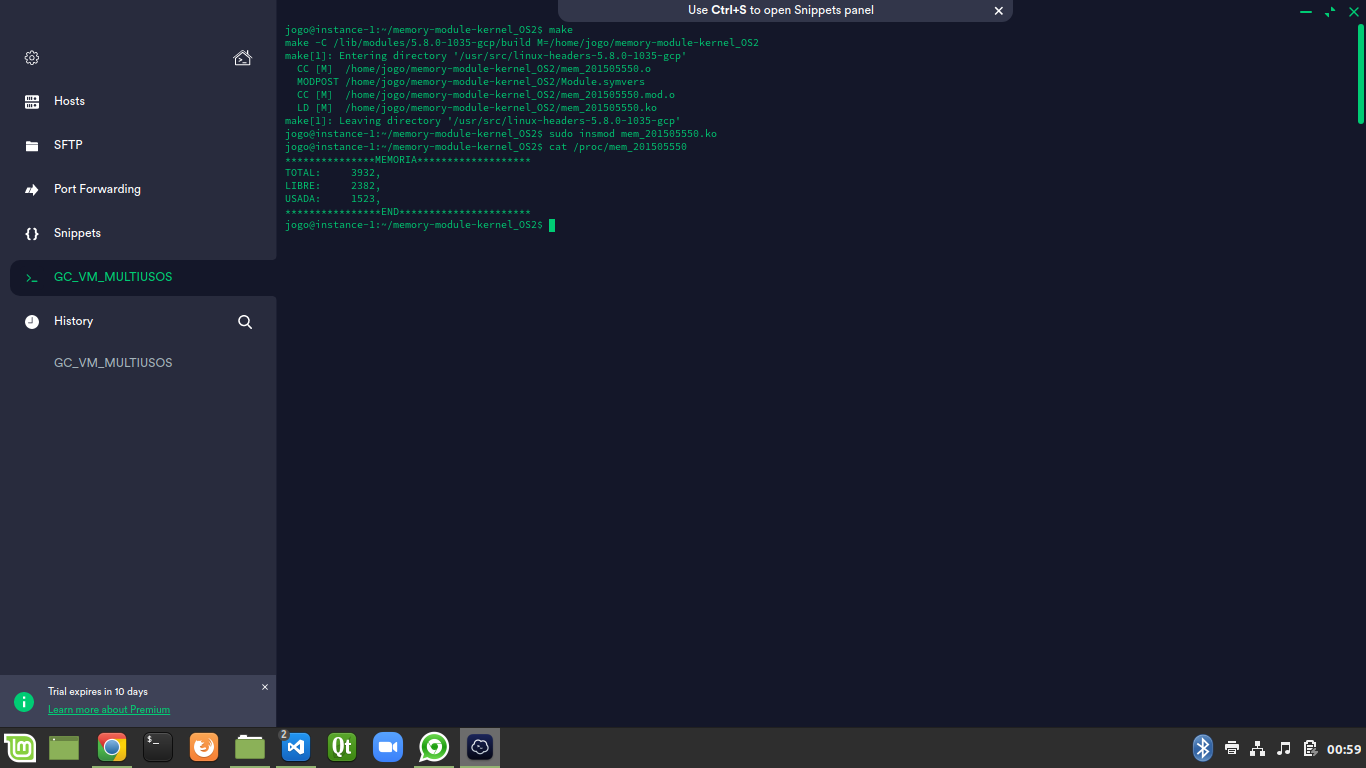 Use Ctrl+S to open Snippets panel
Hosts
SFTP
Port Forwarding
Snippets
GC_VM_MULTIUSOS
History
GC_VM_MULTIUSOS
Trial expires in 10 days
Learn more about Premium
jogo@instance-1:~/memory-module-kernel_OS2$ make
make -C /lib/modules/5.8.0-1035-gcp/build M=/home/jogo/memory-module-kernel_OS2
make[1]: Entering directory '/usr/src/linux-headers-5.8.0-1035-gcp'
  CC [M]  /home/jogo/memory-module-kernel_OS2/mem_201505550.o
  MODPOST /home/jogo/memory-module-kernel_OS2/Module.symvers
  CC [M]  /home/jogo/memory-module-kernel_OS2/mem_201505550.mod.o
  LD [M]  /home/jogo/memory-module-kernel_OS2/mem_201505550.ko
make[1]: Leaving directory '/usr/src/linux-headers-5.8.0-1035-gcp'
jogo@instance-1:~/memory-module-kernel_OS2$ sudo insmod mem_201505550.ko
jogo@instance-1:~/memory-module-kernel_OS2$ cat /proc/mem_201505550
***************MEMORIA*******************
TOTAL:     3932,
LIBRE:     2382,
USADA:     1523,
****************END**********************
jogo@instance-1:~/memory-module-kernel_OS2$
$_
2
Qt
00:59